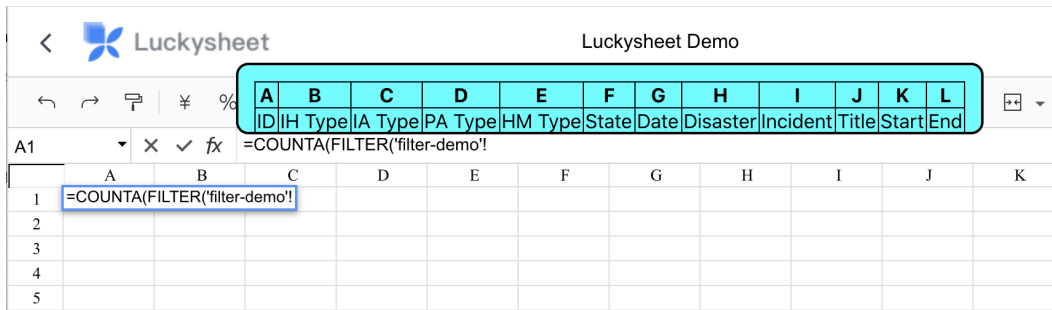 Luckysheet Luckysheet Demo
¥ %
A B C D E F G H I J K L
ID IH Type IA Type PA Type HM Type State Date Disaster Incident Title Start End
A1 fx =COUNTA(FILTER('filter-demo'!
A B C D E F G H I J K
1 =COUNTA(FILTER('filter-demo'!
2
3
4
5